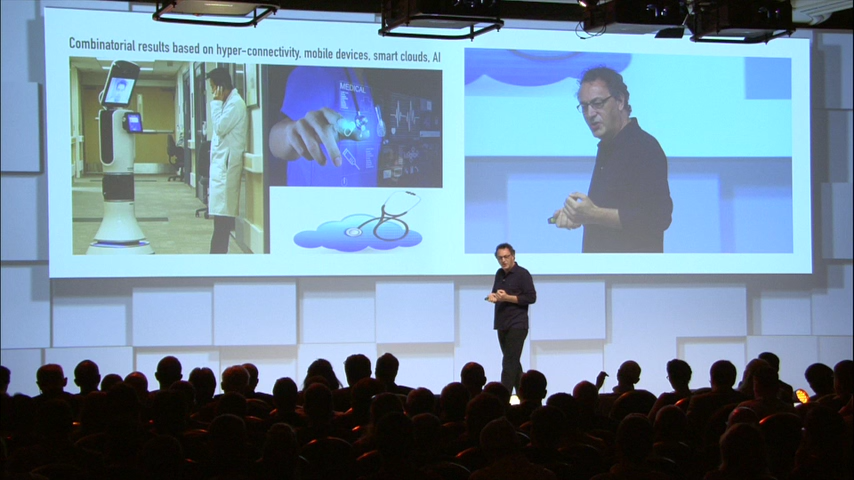 Combinatorial results based on hyper-connectivity, mobile devices, smart clouds, AI
MEDICAL